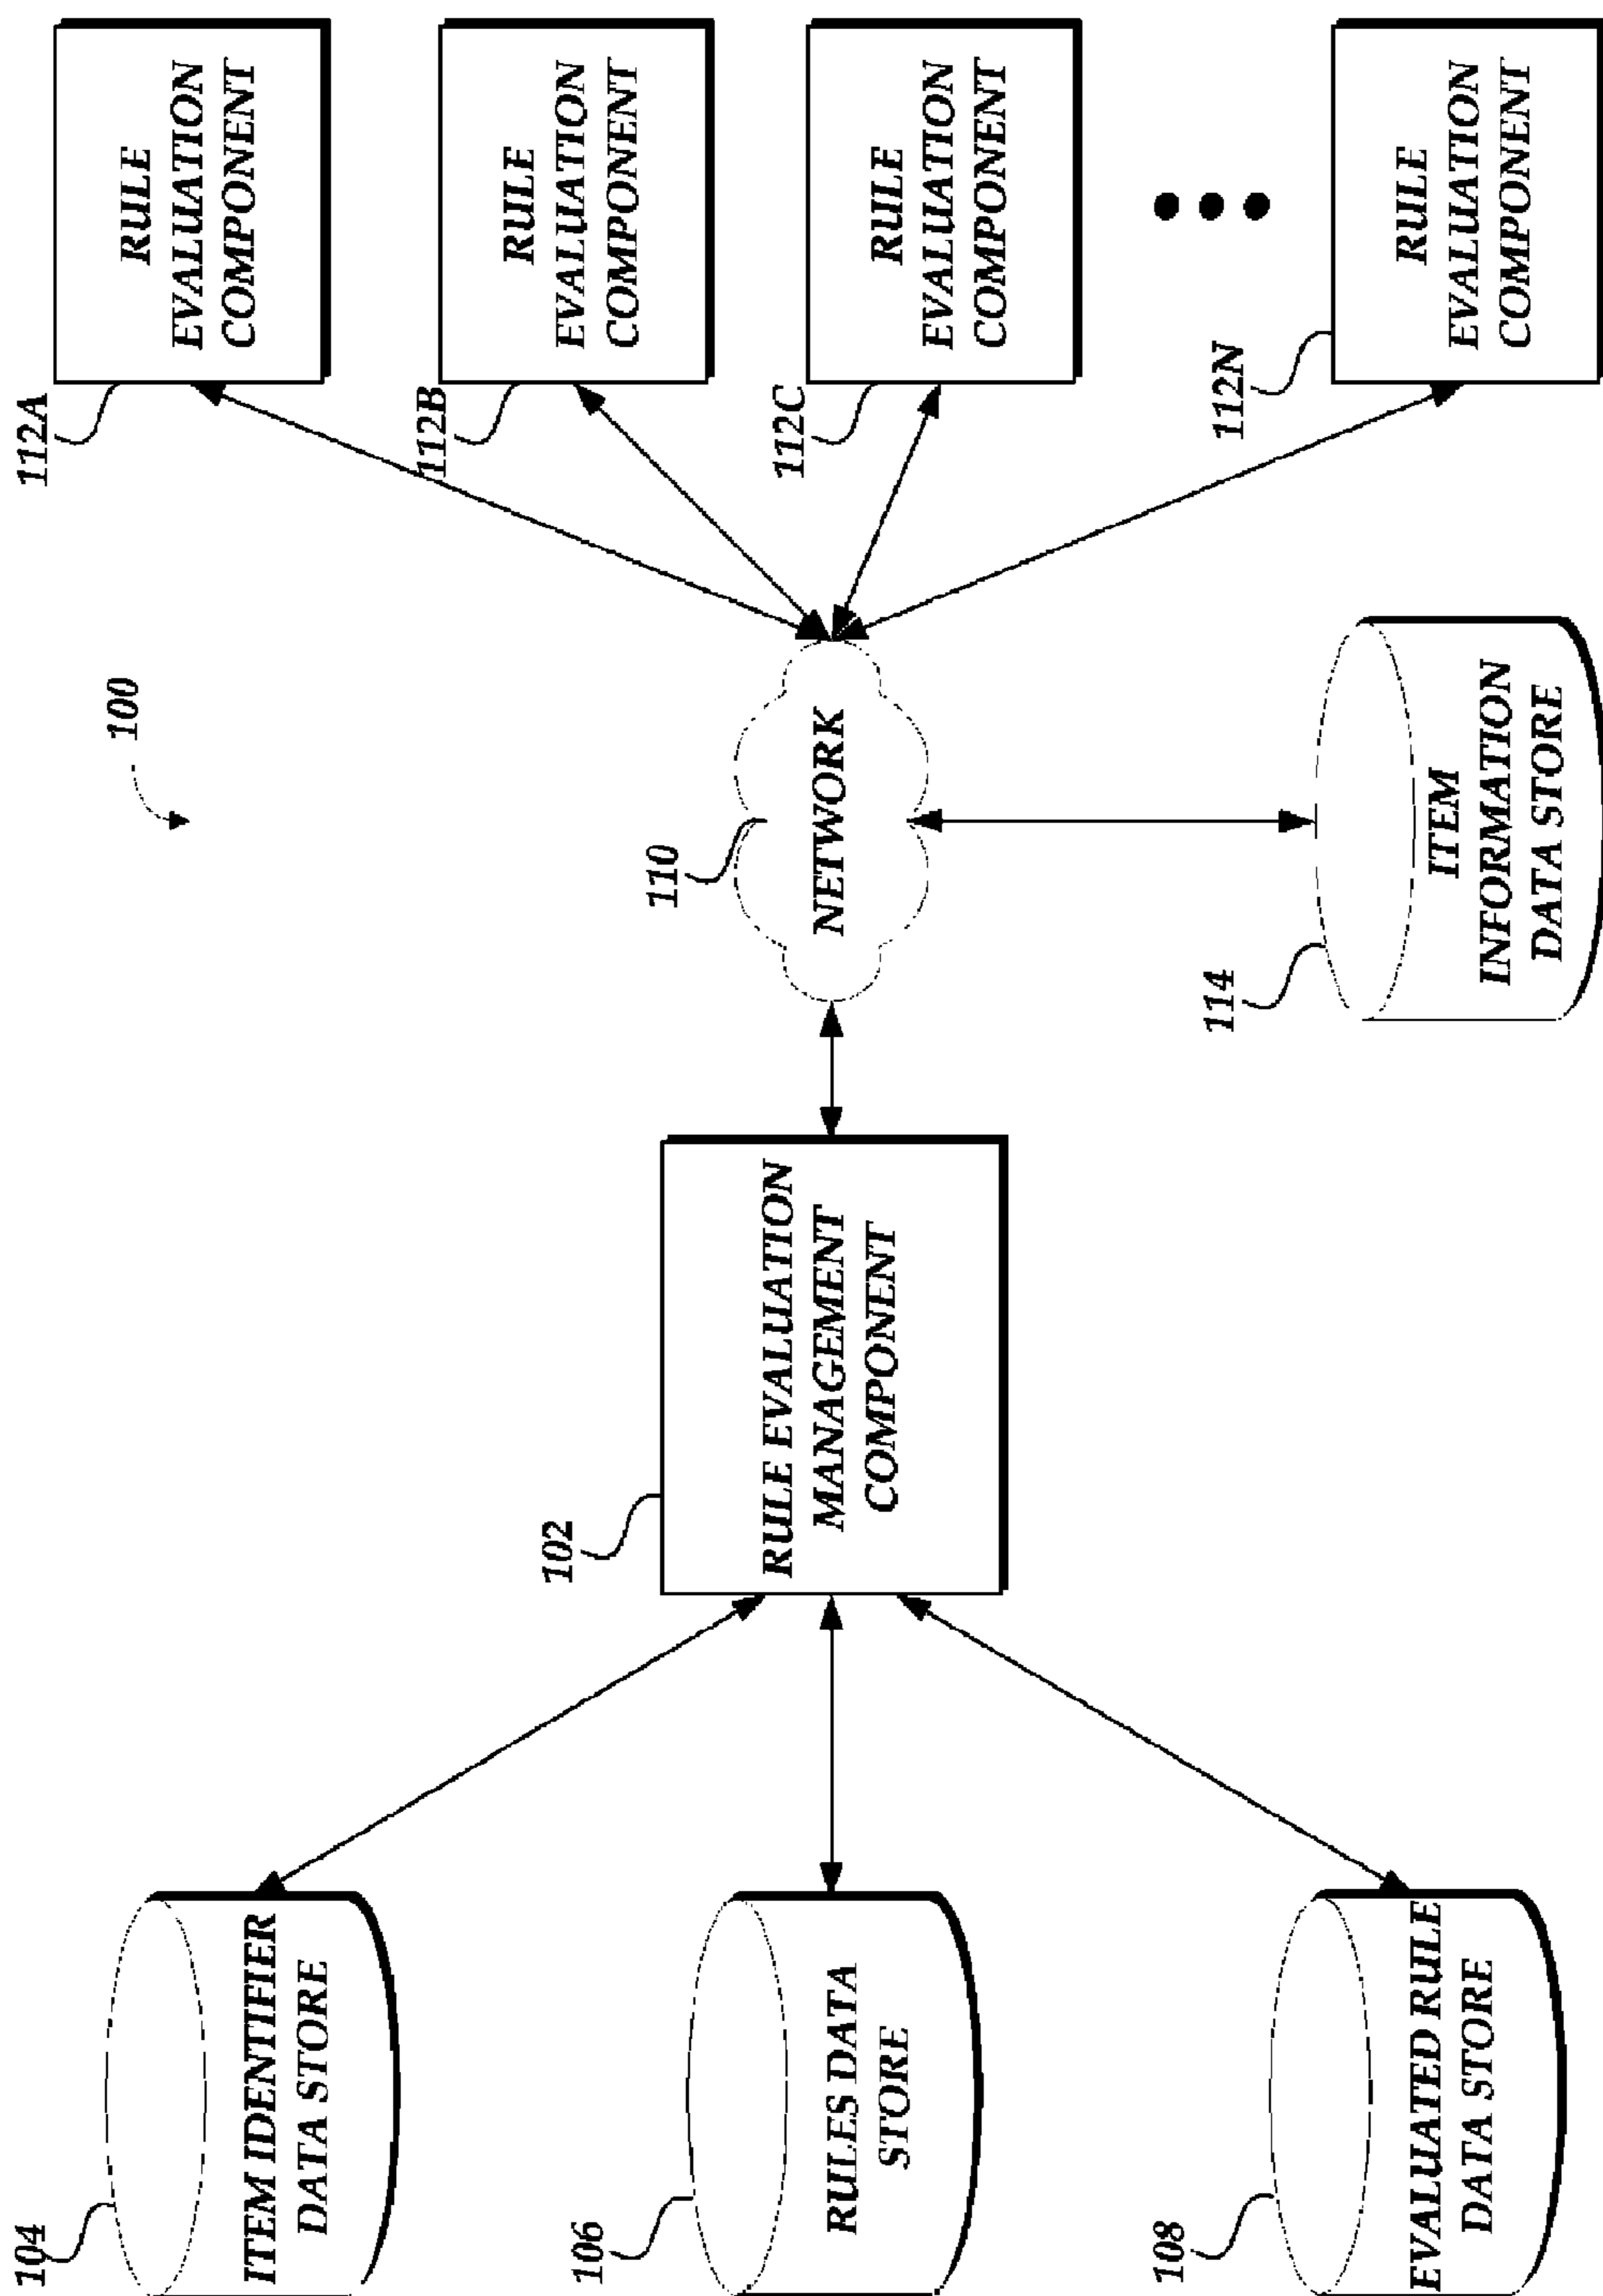 100
104
ITEM IDENTIFIER
DATA STORE
106
RULES DATA
STORE
108
EVALUATED RULE
DATA STORE
102
RULE EVALUATION
MANAGEMENT
COMPONENT
110
NETWORK
114
ITEM
INFORMATION
DATA STORE
112A
RULE
EVALUATION
COMPONENT
112B
RULE
EVALUATION
COMPONENT
112C
RULE
EVALUATION
COMPONENT
112N
RULE
EVALUATION
COMPONENT